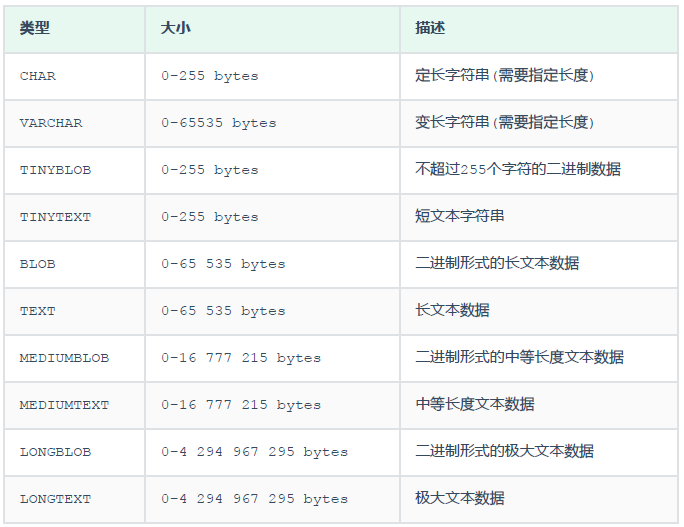 类型 大小 描述
CHAR 0-255 bytes 定长字符串(需要指定长度)
VARCHAR 0-65535 bytes 变长字符串(需要指定长度)
TINYBLOB 0-255 bytes 不超过255个字符的二进制数据
TINYTEXT 0-255 bytes 短文本字符串
BLOB 0-65 535 bytes 二进制形式的长文本数据
TEXT 0-65 535 bytes 长文本数据
MEDIUMBLOB 0-16 777 215 bytes 二进制形式的中等长度文本数据
MEDIUMTEXT 0-16 777 215 bytes 中等长度文本数据
LONGBLOB 0-4 294 967 295 bytes 二进制形式的极大文本数据
LONGTEXT 0-4 294 967 295 bytes 极大文本数据